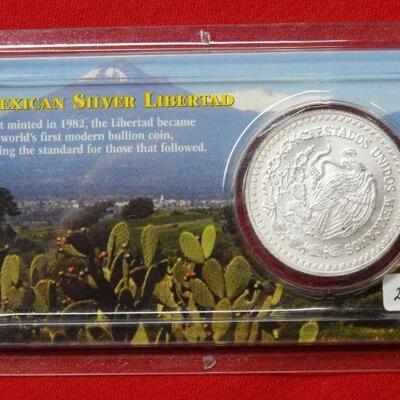 EXICAN SILVER LIBERTAD
t minted in 1982, the Libertad became
world's first modern bullion coin,
ing the standard for those that followed.
ESTADOS UNIDOS MEXICANOS